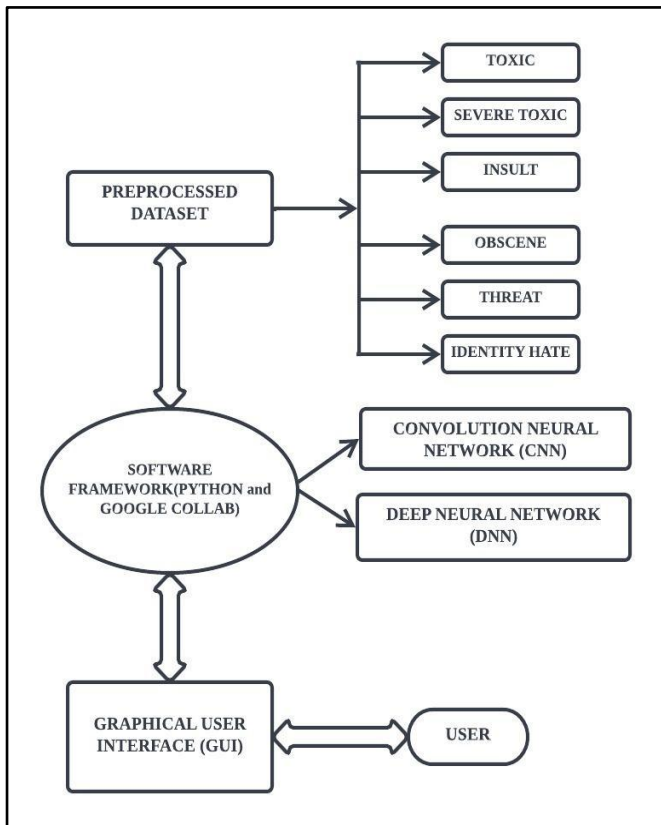 TOXIC
SEVERE TOXIC
INSULT
OBSCENE
THREAT
IDENTITY HATE
PREPROCESSED
DATASET
SOFTWARE
FRAMEWORK(PYTHON and
GOOGLE COLLAB)
CONVOLUTION NEURAL
NETWORK (CNN)
DEEP NEURAL NETWORK
(DNN)
GRAPHICAL USER
INTERFACE (GUI)
USER